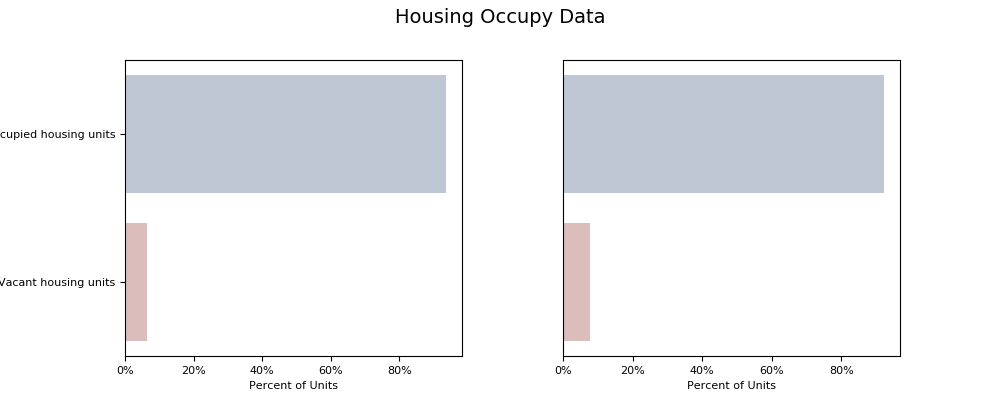 Housing Occupy Data
cupied housing units
Vacant housing units
0% 20% 40% 60% 80%
Percent of Units
0% 20% 40% 60% 80%
Percent of Units